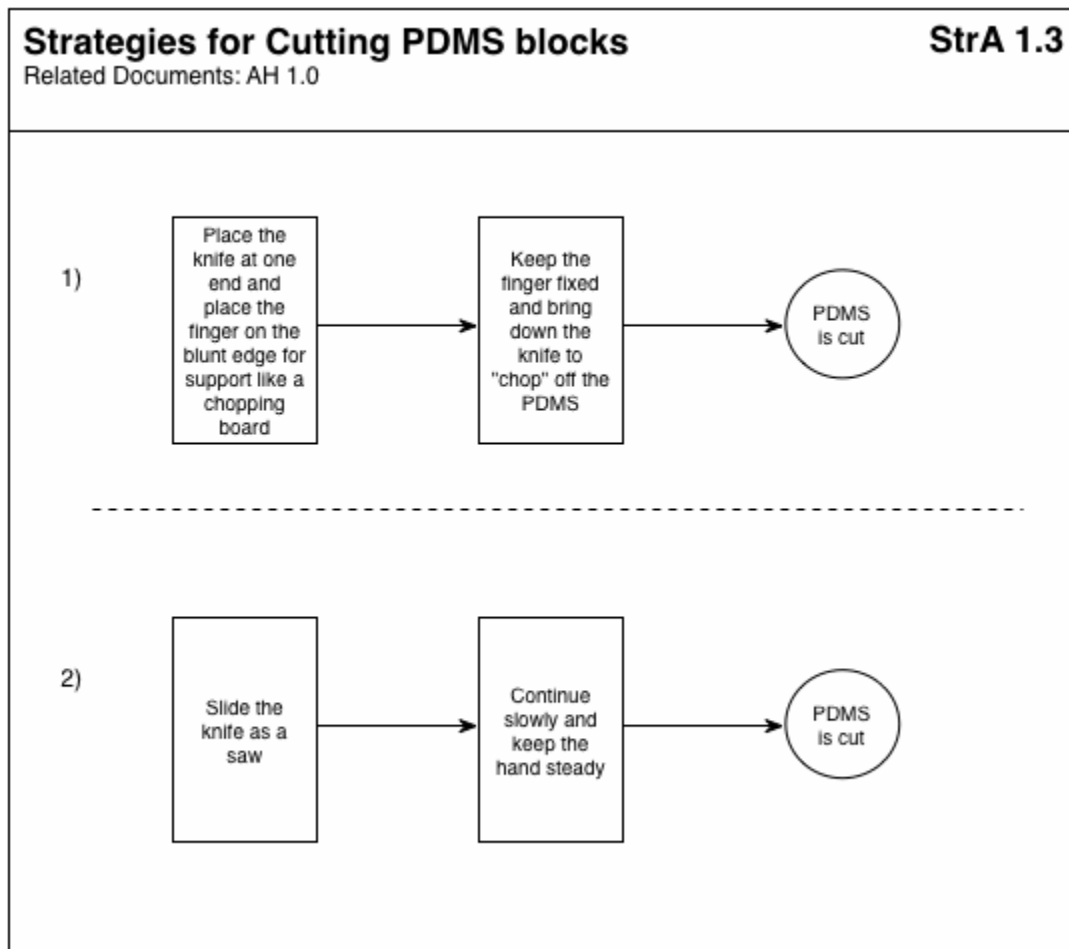 Strategies for Cutting PDMS blocks
StrA 1.3
Related Documents: AH 1.0
1)
Place the
knife at one
end and
place the
finger on the
blunt edge for
support like a
chopping
board
Keep the
finger fixed
and bring
down the
knife to
"chop" off the
PDMS
PDMS
is cut
2)
Slide the
knife as a
saw
Continue
slowly and
keep the
hand steady
PDMS
is cut